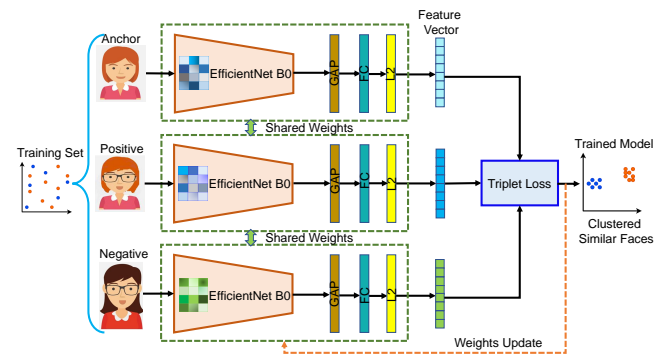 Feature
Vector
Anchor
EfficientNet B0
GAP
FC
L2
Shared Weights
Training Set
Positive
EfficientNet B0
GAP
FC
L2
Triplet Loss
Trained Model
Clustered
Similar Faces
Shared Weights
Negative
EfficientNet B0
GAP
FC
L2
Weights Update